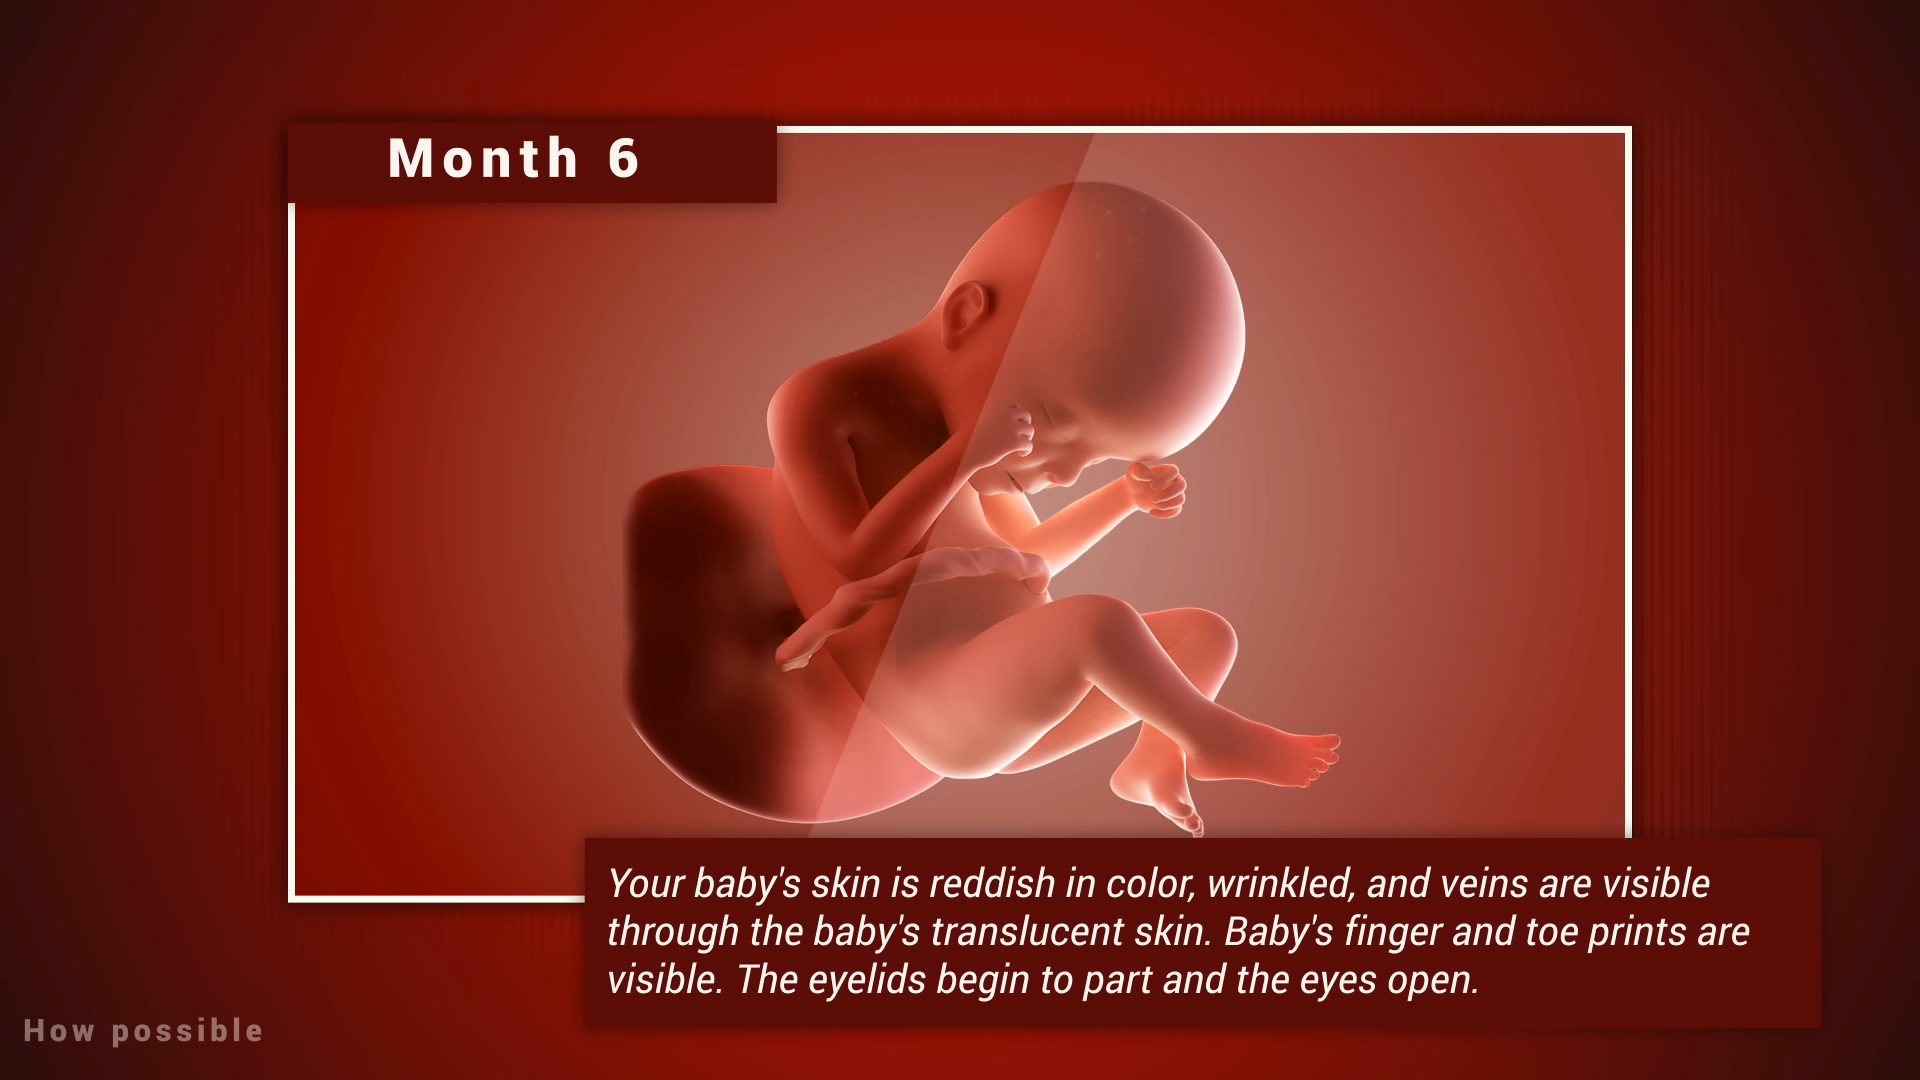 Month 6
Your baby's skin is reddish in color, wrinkled, and veins are visible
through the baby's translucent skin. Baby's finger and toe prints are
visible. The eyelids begin to part and the eyes open.
How possible